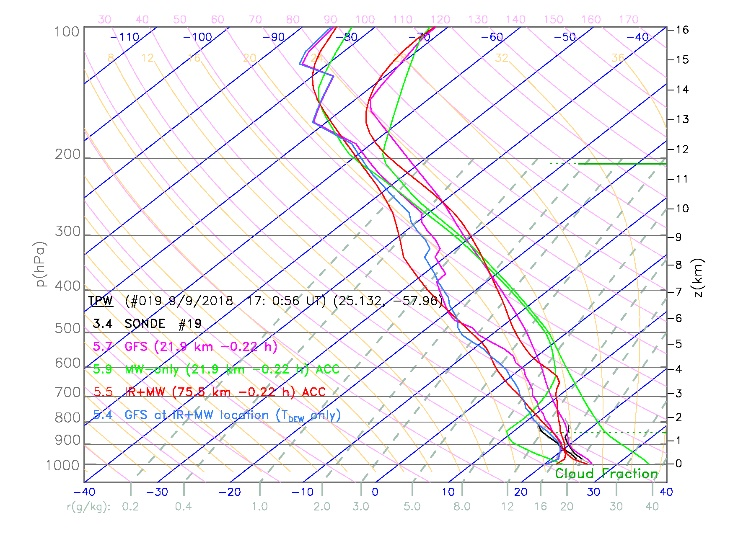 30 40 50 60 70 80 90 100 110 120 130 140 150 160 170
100 -110 -100 -90 -80 -70 -60 -50 -40 16
8 12 16 32 36 15
14
13
200 12
11
10
300 9
p(hPa) 8 z(km)
400 7
TPW (#019 9/9/2018 17: 0:56 UT) (25.132, -57.96)
3.4 SONDE #19 6
500
5.7 GFS (21.9 km -0.22 h) 5
5.9 MW-only (21.9 km -0.22 h) ACC 4
600
5.5 IR+MW (75.5 km -0.22 h) ACC 3
700
5.4 GFS at IR+MW location (TDEW only) 2
800
900 1
1000 0
Cloud Fraction
-40 -30 -20 -10 0 10 20 30 40
r(g/kg): 0.2 0.4 1.0 2.0 3.0 5.0 8.0 12 16 20 30 40